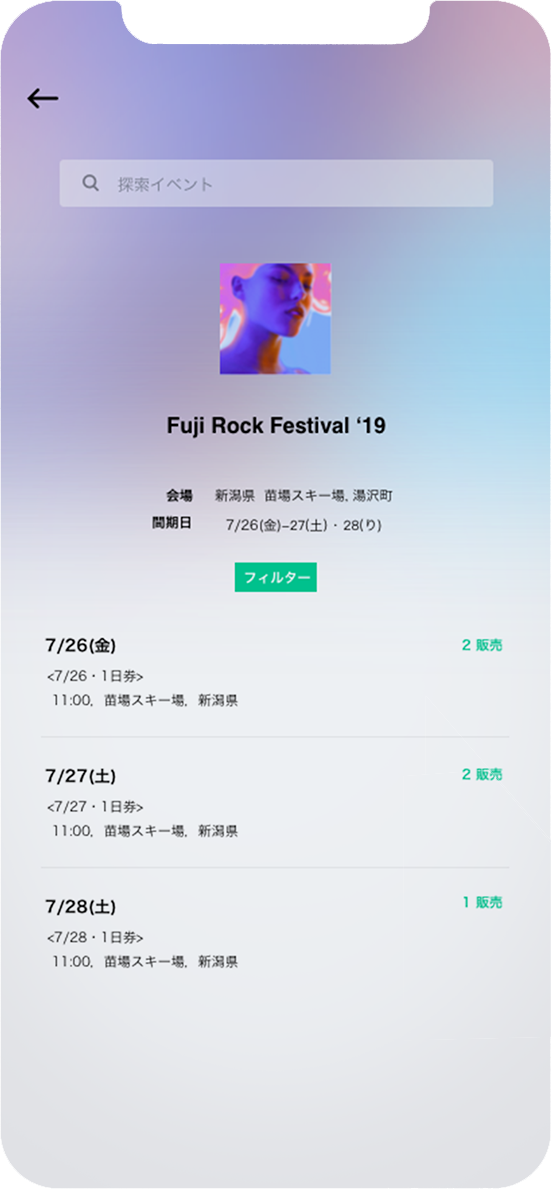 探索イベント
Fuji Rock Festival ‘19
会場 新潟県 苗場スキー場, 湯沢町
間期日 7/26(金)–27(土)・28(り)
フィルター
7/26(金) 2 販売
<7/26・1日券>
11:00, 苗場スキー場, 新潟県
7/27(土) 2 販売
<7/27・1日券>
11:00, 苗場スキー場, 新潟県
7/28(土) 1 販売
<7/28・1日券>
11:00, 苗場スキー場, 新潟県